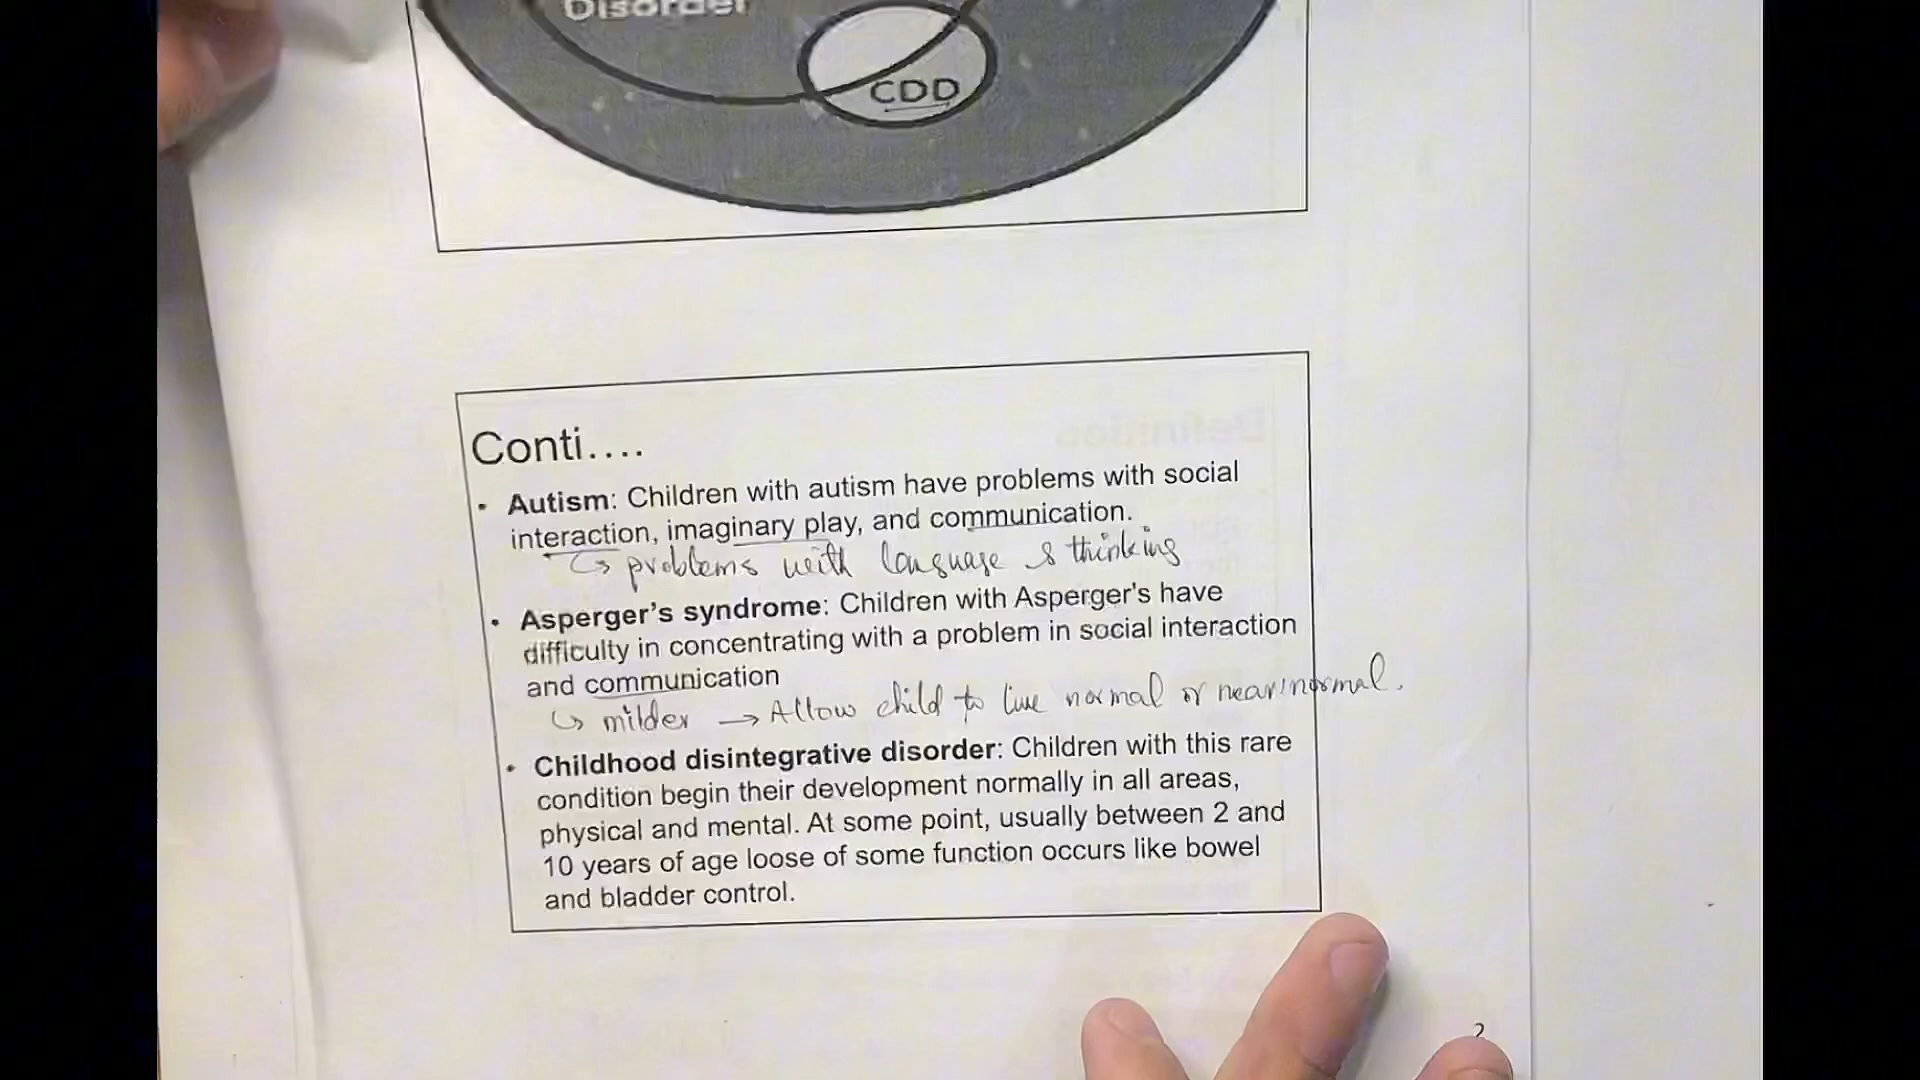 Disorder
CDD
Conti....
• Autism: Children with autism have problems with social
interaction, imaginary play, and communication.
↳ problems with language & thinking
• Asperger's syndrome: Children with Asperger's have
difficulty in concentrating with a problem in social interaction
and communication
↳ milder → Allow child to live normal or near normal.
• Childhood disintegrative disorder: Children with this rare
condition begin their development normally in all areas,
physical and mental. At some point, usually between 2 and
10 years of age loose of some function occurs like bowel
and bladder control.